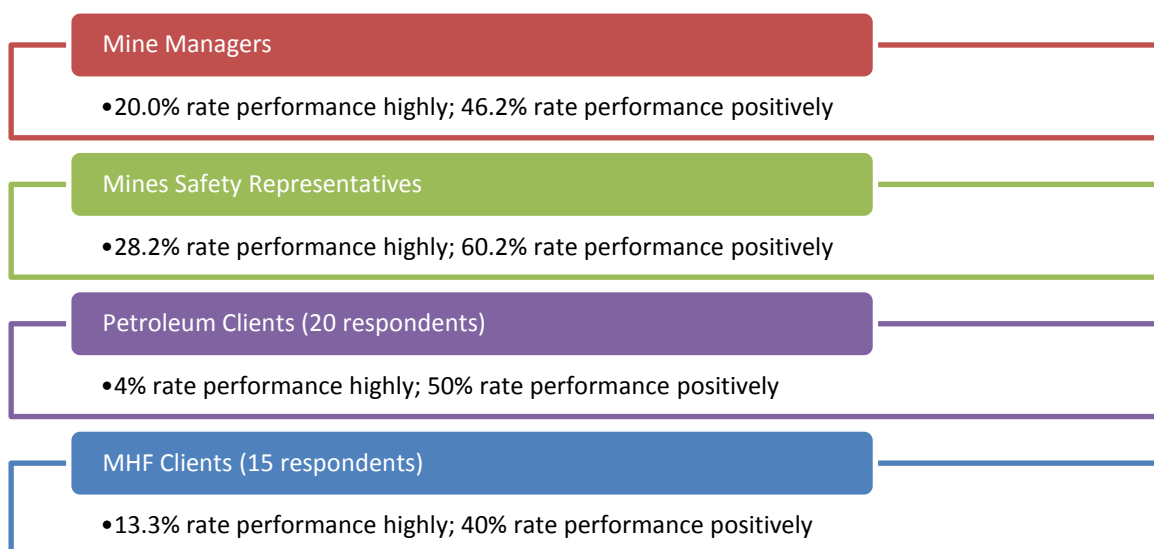 Mine Managers
•20.0% rate performance highly; 46.2% rate performance positively
Mines Safety Representatives
•28.2% rate performance highly; 60.2% rate performance positively
Petroleum Clients (20 respondents)
•4% rate performance highly; 50% rate performance positively
MHF Clients (15 respondents)
•13.3% rate performance highly; 40% rate performance positively